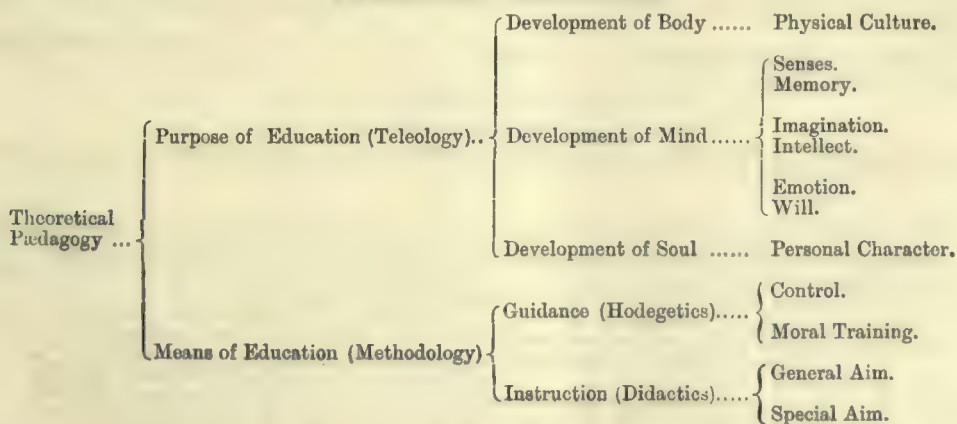 Development of Body ...... Physical Culture.
Senses.
Memory.
Purpose of Education (Teleology).. Development of Mind ...... Imagination.
Intellect.
Emotion.
Will.
Theoretical
Pædagogy ...
Development of Soul ...... Personal Character.
Guidance (Hodegetics)..... Control.
Moral Training.
Means of Education (Methodology)
Instruction (Didactics)..... General Aim.
Special Aim.